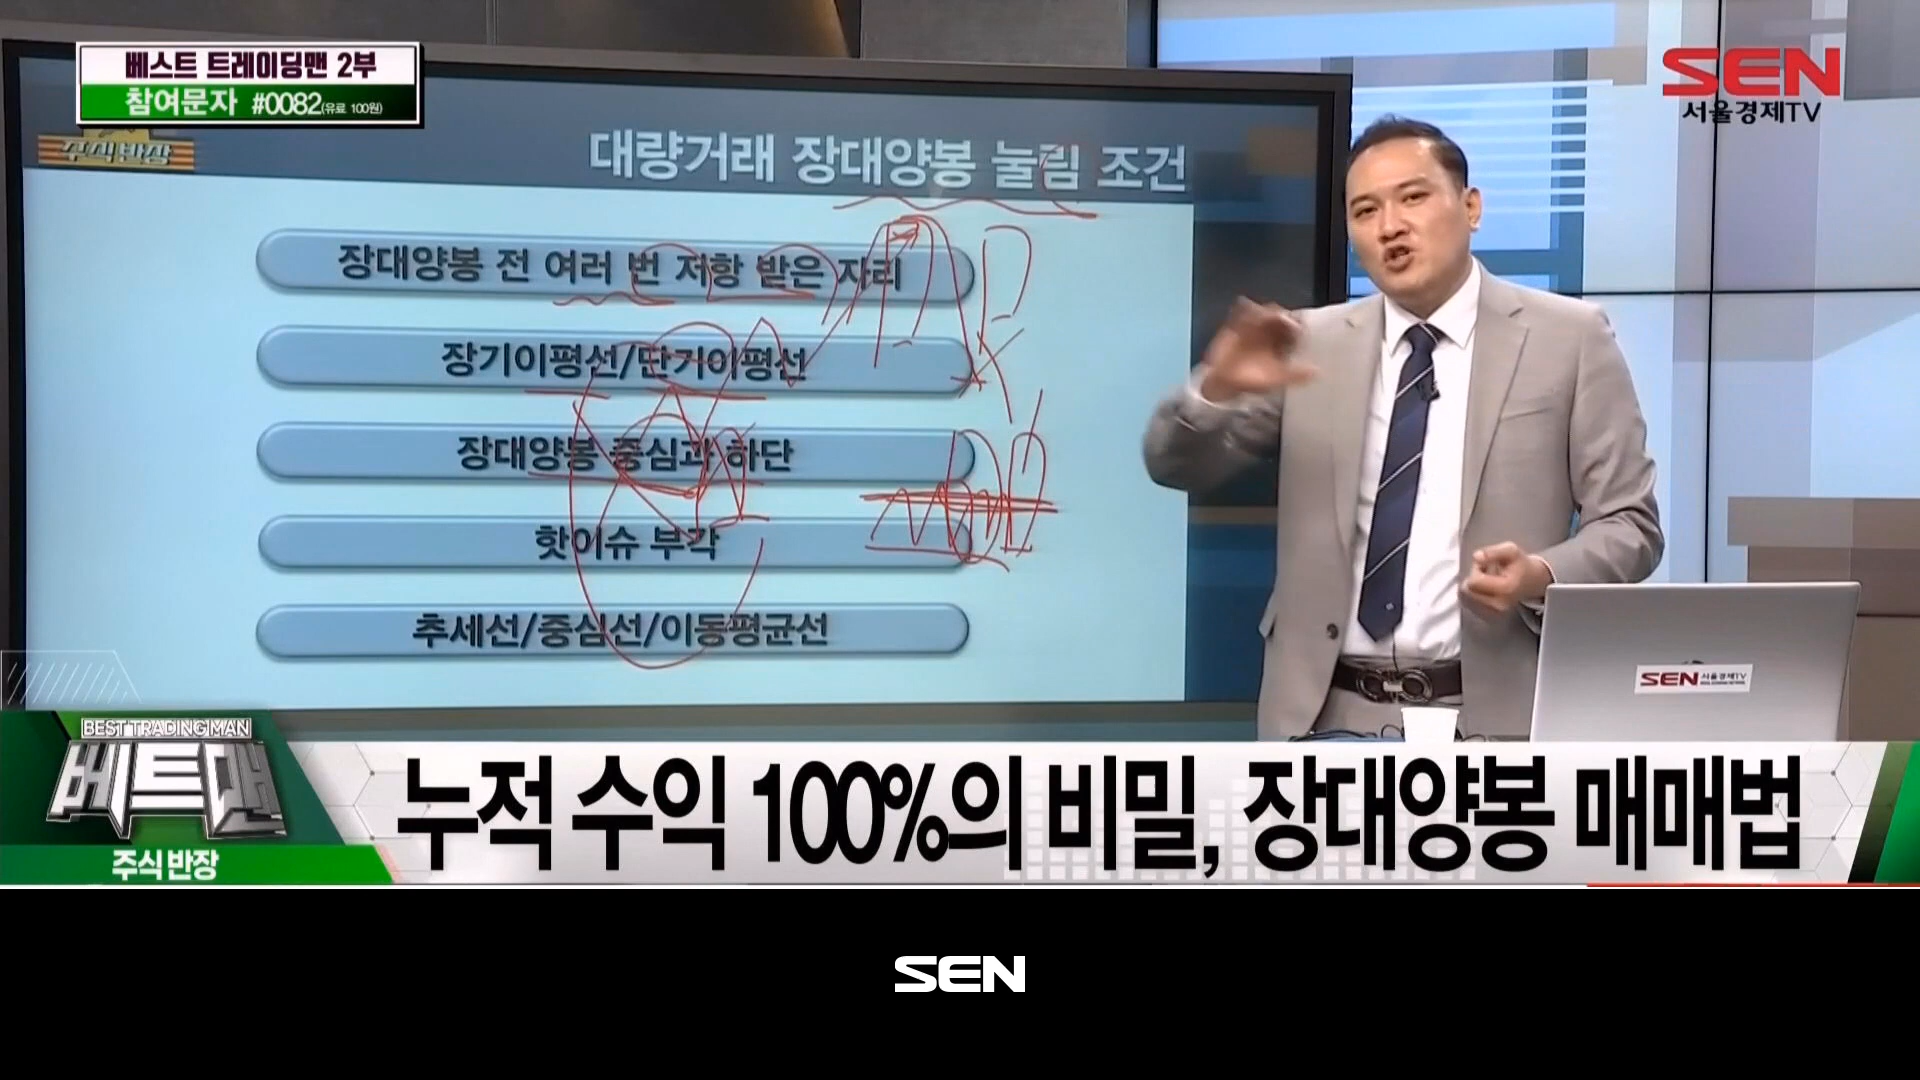 베스트 트레이딩맨 2부
참여문자 #0082(유료 100원)
SEN
서울경제TV
주식반장
대량거래 장대양봉 눌림 조건
장대양봉 전 여러 번 저항 받은 자리
장기이평선/단기이평선
장대양봉 중심과 하단
핫이슈 부각
추세선/중심선/이동평균선
SEN 서울경제TV
BEST TRADING MAN
베트맨
주식 반장
누적 수익 100%의 비밀, 장대양봉 매매법
SEN